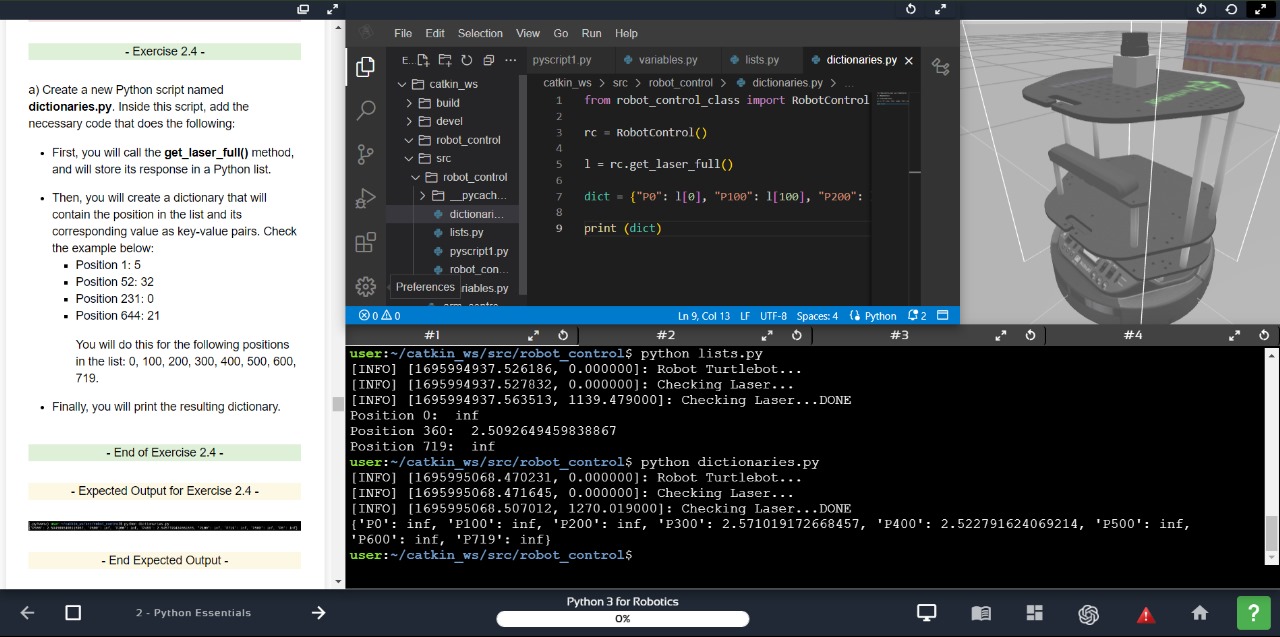 - Exercise 2.4 -
a) Create a new Python script named
dictionaries.py. Inside this script, add the
necessary code that does the following:
First, you will call the get_laser_full() method,
and will store its response in a Python list.
Then, you will create a dictionary that will
contain the position in the list and its
corresponding value as key-value pairs. Check
the example below:
Position 1: 5
Position 52: 32
Position 231: 0
Position 644: 21
You will do this for the following positions
in the list: 0, 100, 200, 300, 400, 500, 600,
719.
Finally, you will print the resulting dictionary.
- End of Exercise 2.4 -
- Expected Output for Exercise 2.4 -
- End Expected Output -
File Edit Selection View Go Run Help
E...
catkin_ws
build
devel
robot_control
src
robot_control
__pycach...
dictionari...
lists.py
pyscript1.py
robot_con...
Preferences
riables.py
pyscript1.py variables.py lists.py dictionaries.py
catkin_ws > src > robot_control > dictionaries.py > ...
1 from robot_control_class import RobotControl
2
3 rc = RobotControl()
4
5 l = rc.get_laser_full()
6
7 dict = {"P0": l[0], "P100": l[100], "P200":
8
9 print (dict)
0 0 Ln 9, Col 13 LF UTF-8 Spaces: 4 Python 2
#1 #2 #3 #4
user:~/catkin_ws/src/robot_control$ python lists.py
[INFO] [1695994937.526186, 0.000000]: Robot Turtlebot...
[INFO] [1695994937.527832, 0.000000]: Checking Laser...
[INFO] [1695994937.563513, 1139.479000]: Checking Laser...DONE
Position 0:  inf
Position 360:  2.5092649459838867
Position 719:  inf
user:~/catkin_ws/src/robot_control$ python dictionaries.py
[INFO] [1695995068.470231, 0.000000]: Robot Turtlebot...
[INFO] [1695995068.471645, 0.000000]: Checking Laser...
[INFO] [1695995068.507012, 1270.019000]: Checking Laser...DONE
{'P0': inf, 'P100': inf, 'P200': inf, 'P300': 2.571019172668457, 'P400': 2.522791624069214, 'P500': inf,
'P600': inf, 'P719': inf}
user:~/catkin_ws/src/robot_control$
2 - Python Essentials
Python 3 for Robotics
0%
?